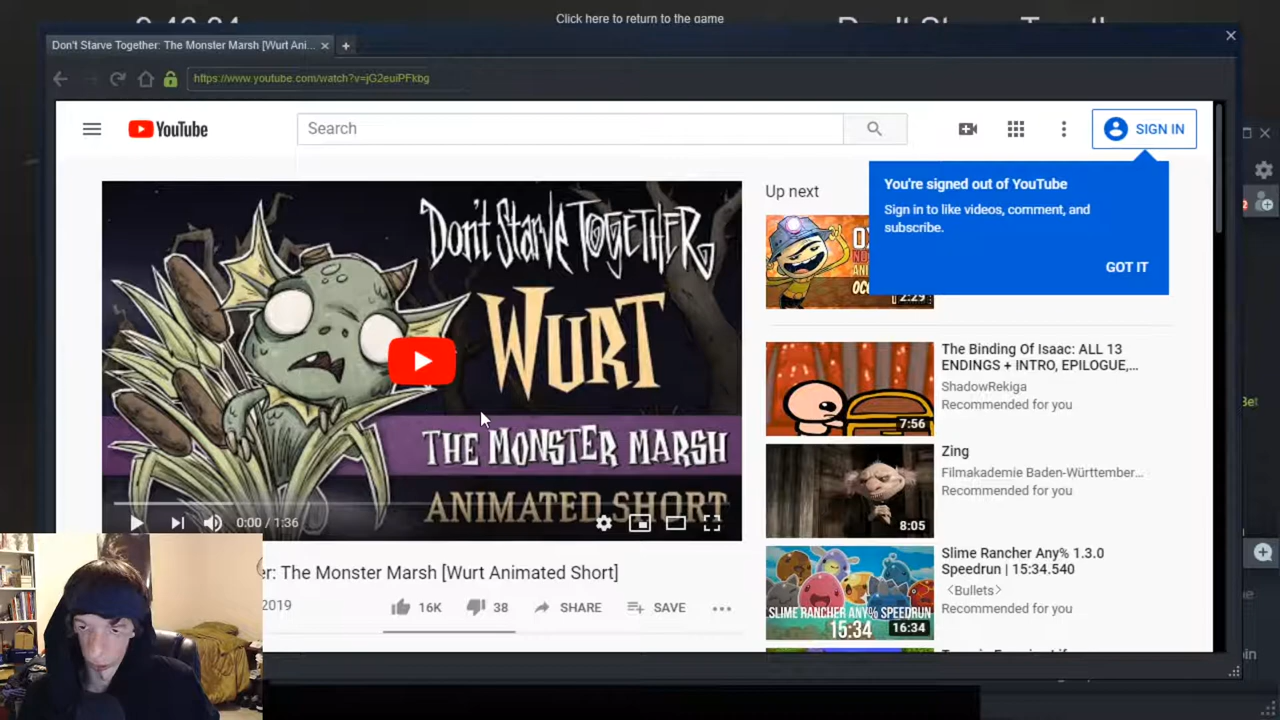 Click here to return to the game
Don't Starve Together: The Monster Marsh [Wurt Ani...
https://www.youtube.com/watch?v=jG2euiPFkbg
YouTube
Search
SIGN IN
You're signed out of YouTube
Sign in to like videos, comment, and
subscribe.
GOT IT
Up next
2:29
Don't Starve Together
WURT
THE MONSTER MARSH
ANIMATED SHORT
0:00 / 1:36
The Binding Of Isaac: ALL 13
ENDINGS + INTRO, EPILOGUE,...
ShadowRekiga
Recommended for you
7:56
Zing
Filmakademie Baden-Württember...
Recommended for you
8:05
Slime Rancher Any% 1.3.0
Speedrun | 15:34.540
<Bullets>
Recommended for you
SLIME RANCHER ANY% SPEEDRUN
15:34
16:34
er: The Monster Marsh [Wurt Animated Short]
2019
16K
38
SHARE
SAVE